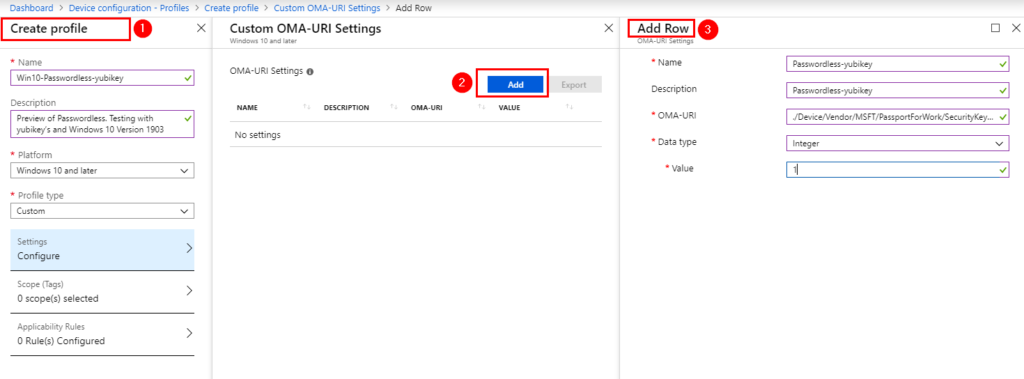 Dashboard > Device configuration - Profiles > Create profile > Custom OMA-URI Settings > Add Row
Create profile
1
* Name
Win10-Passwordless-yubikey
Description
Preview of Passwordless. Testing with
yubikey's and Windows 10 Version 1903
* Platform
Windows 10 and later
* Profile type
Custom
Settings
Configure
Scope (Tags)
0 scope(s) selected
Applicability Rules
0 Rule(s) Configured
Custom OMA-URI Settings
Windows 10 and later
OMA-URI Settings
2
Add
Export
NAME DESCRIPTION OMA-URI VALUE
No settings
Add Row
3
OMA-URI Settings
* Name Passwordless-yubikey
Description Passwordless-yubikey
* OMA-URI ./Device/Vendor/MSFT/PassportForWork/SecurityKey...
* Data type Integer
* Value 1